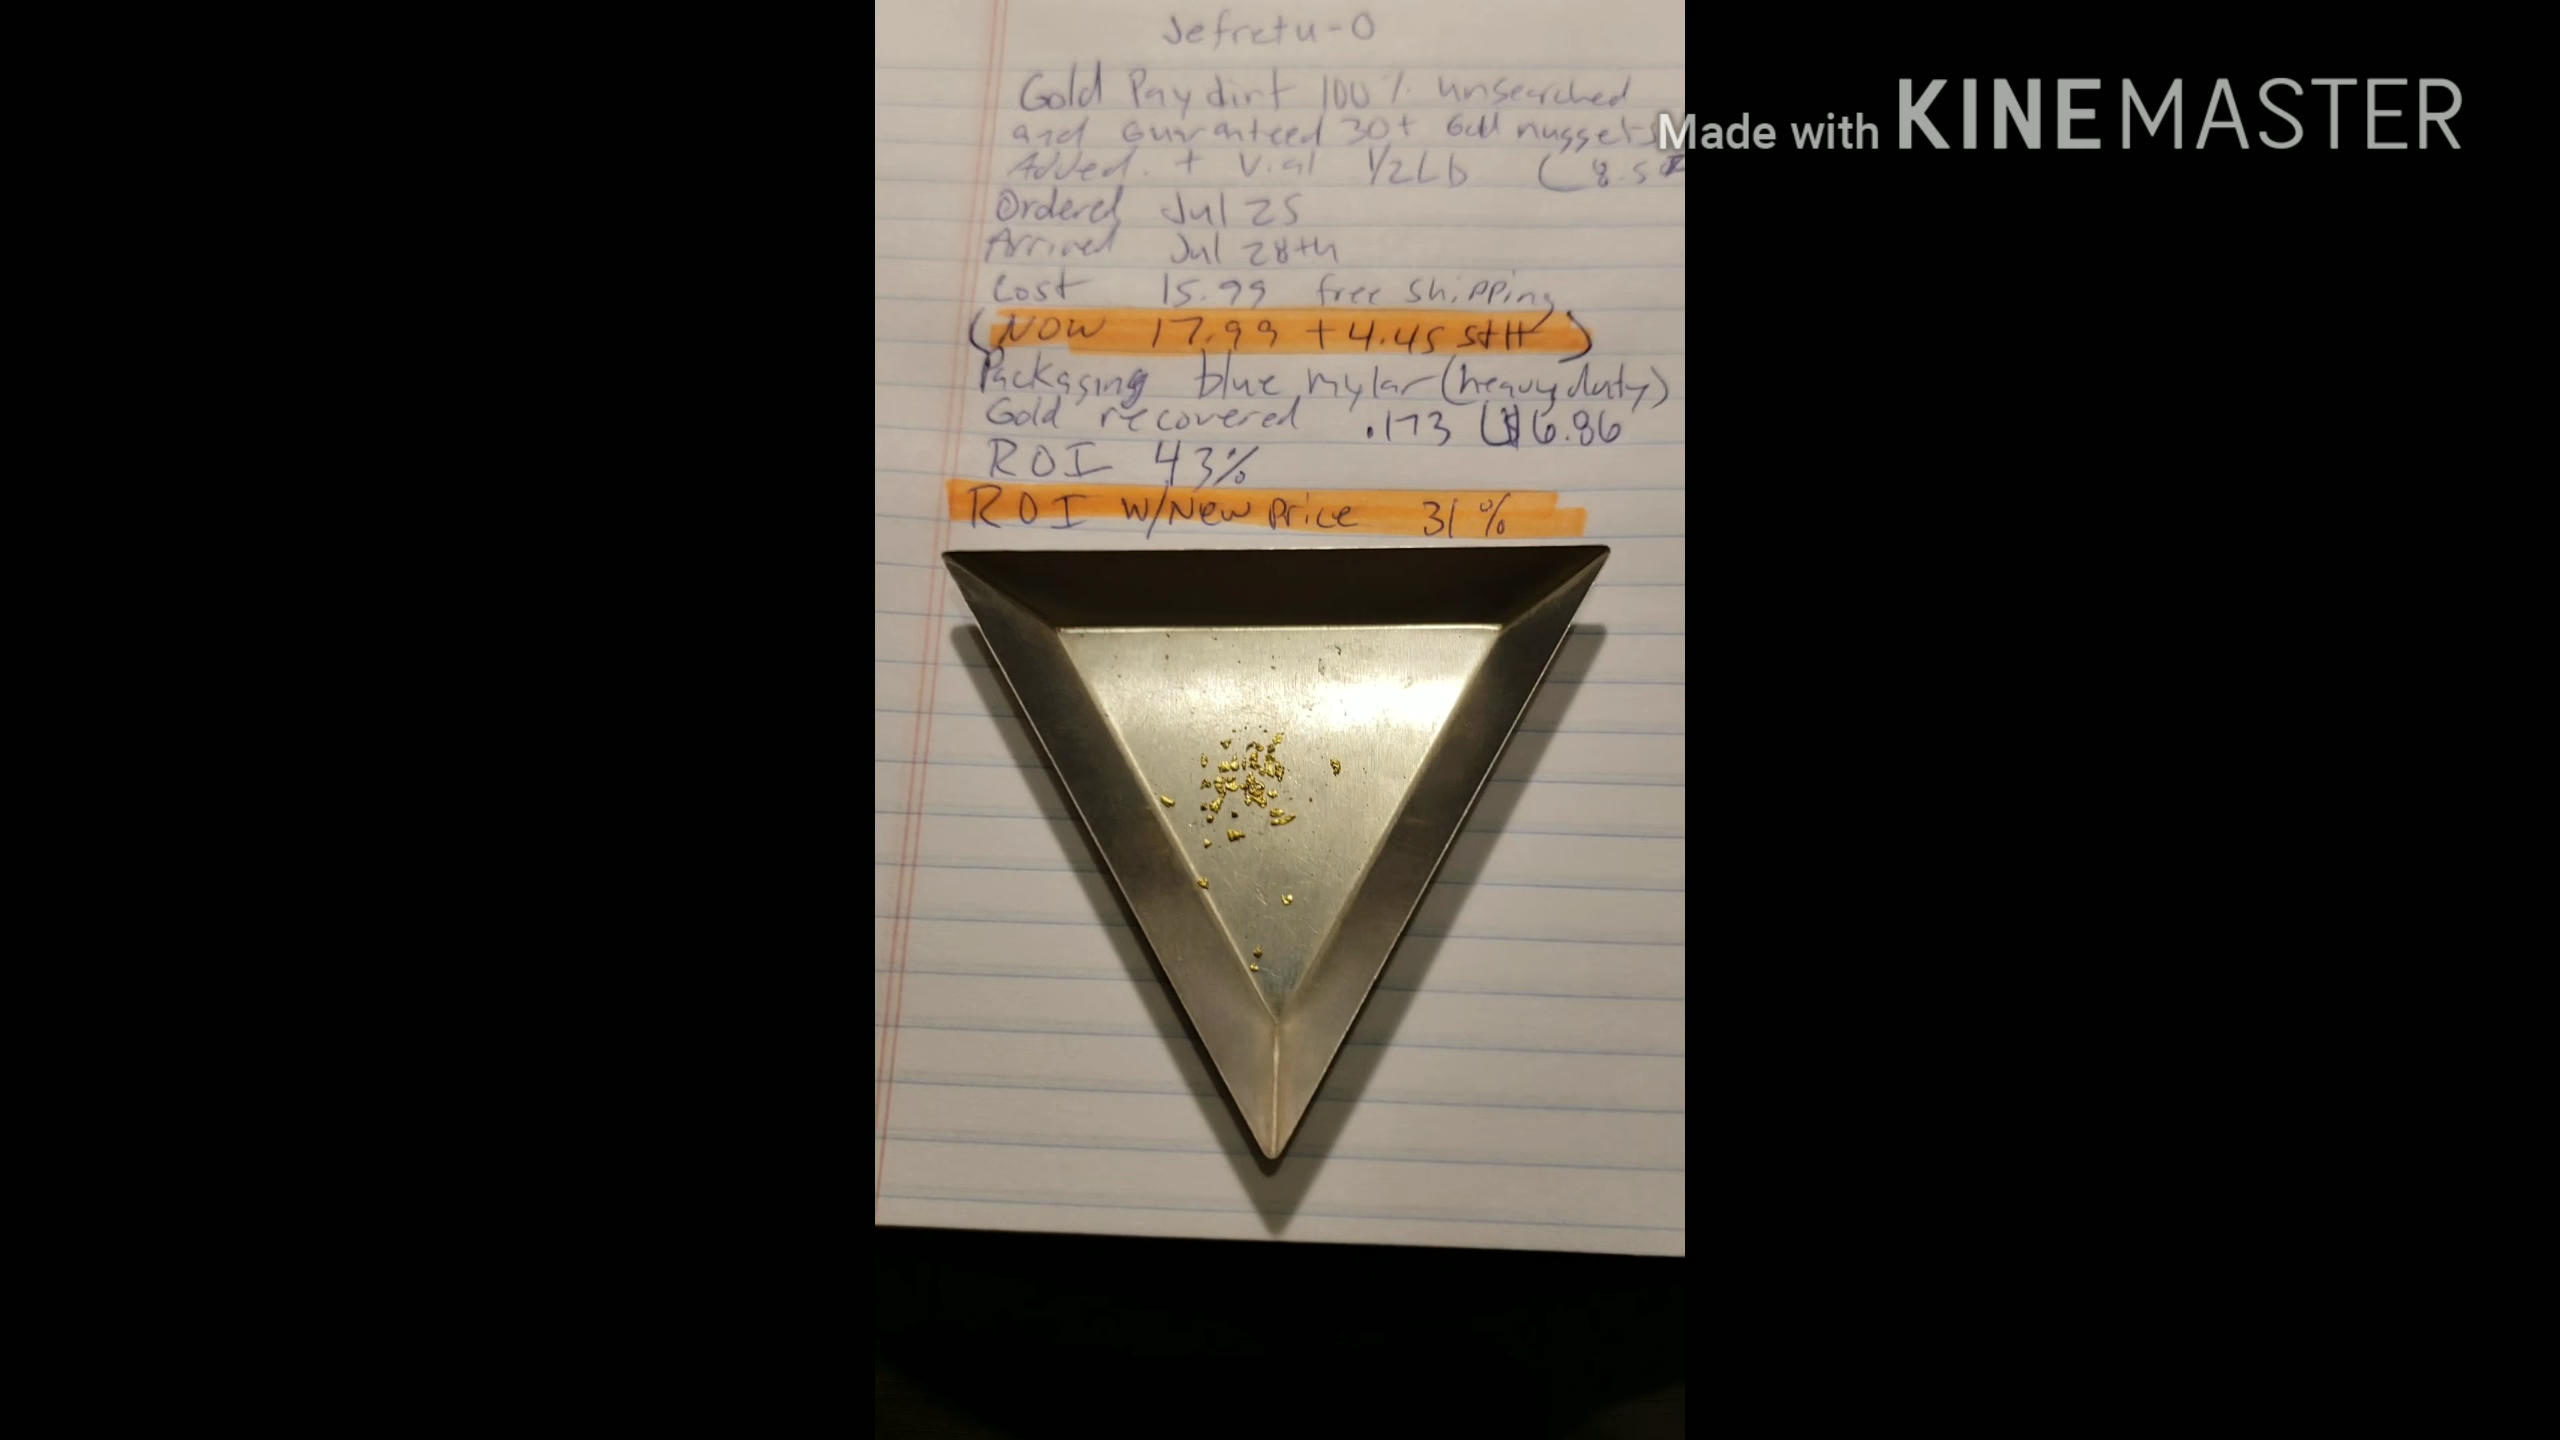 Jefretu-0
Gold Paydirt 100% unsearched
and Guaranteed 30+ Gold nuggets
Added. + Vial 1/2Lb (8.5
Ordered Jul 25
Arrived Jul 28th
Cost 15.99 free shipping
(NOW 17.99 + 4.45 S+H)
Packaging blue mylar (heavy duty)
Gold recovered .173 ($6.86
ROI 43%
ROI w/New Price 31%
Made with KINEMASTER